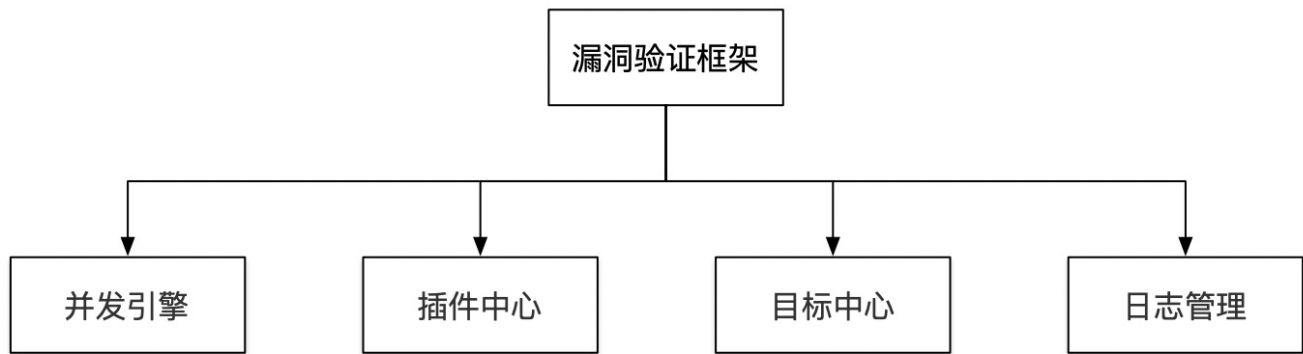 漏洞验证框架
并发引擎
插件中心
目标中心
日志管理